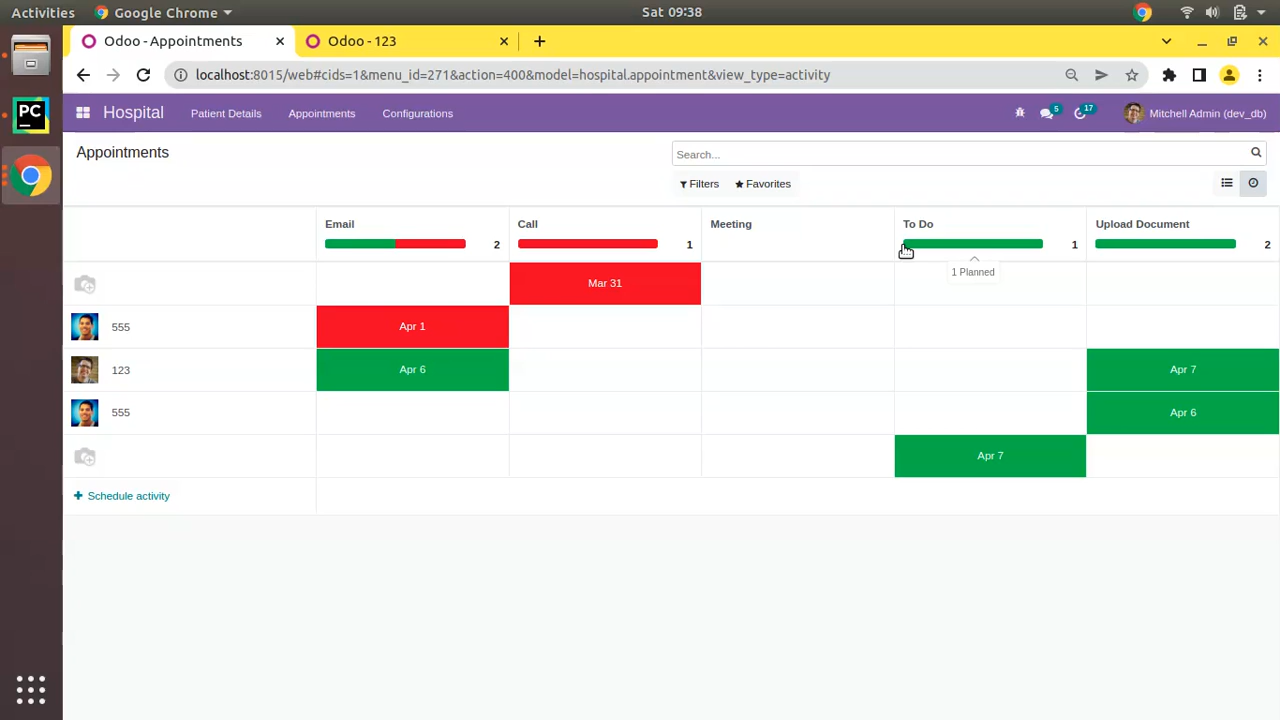 Activities
Google Chrome
Sat 09:38
Odoo - Appointments
Odoo - 123
localhost:8015/web#cids=1&menu_id=271&action=400&model=hospital.appointment&view_type=activity
PC
Hospital
Patient Details
Appointments
Configurations
5
17
Mitchell Admin (dev_db)
Appointments
Search...
Filters
Favorites
Email
Call
Meeting
To Do
Upload Document
2
1
1
2
1 Planned
Mar 31
555
Apr 1
123
Apr 6
Apr 7
555
Apr 6
Apr 7
Schedule activity